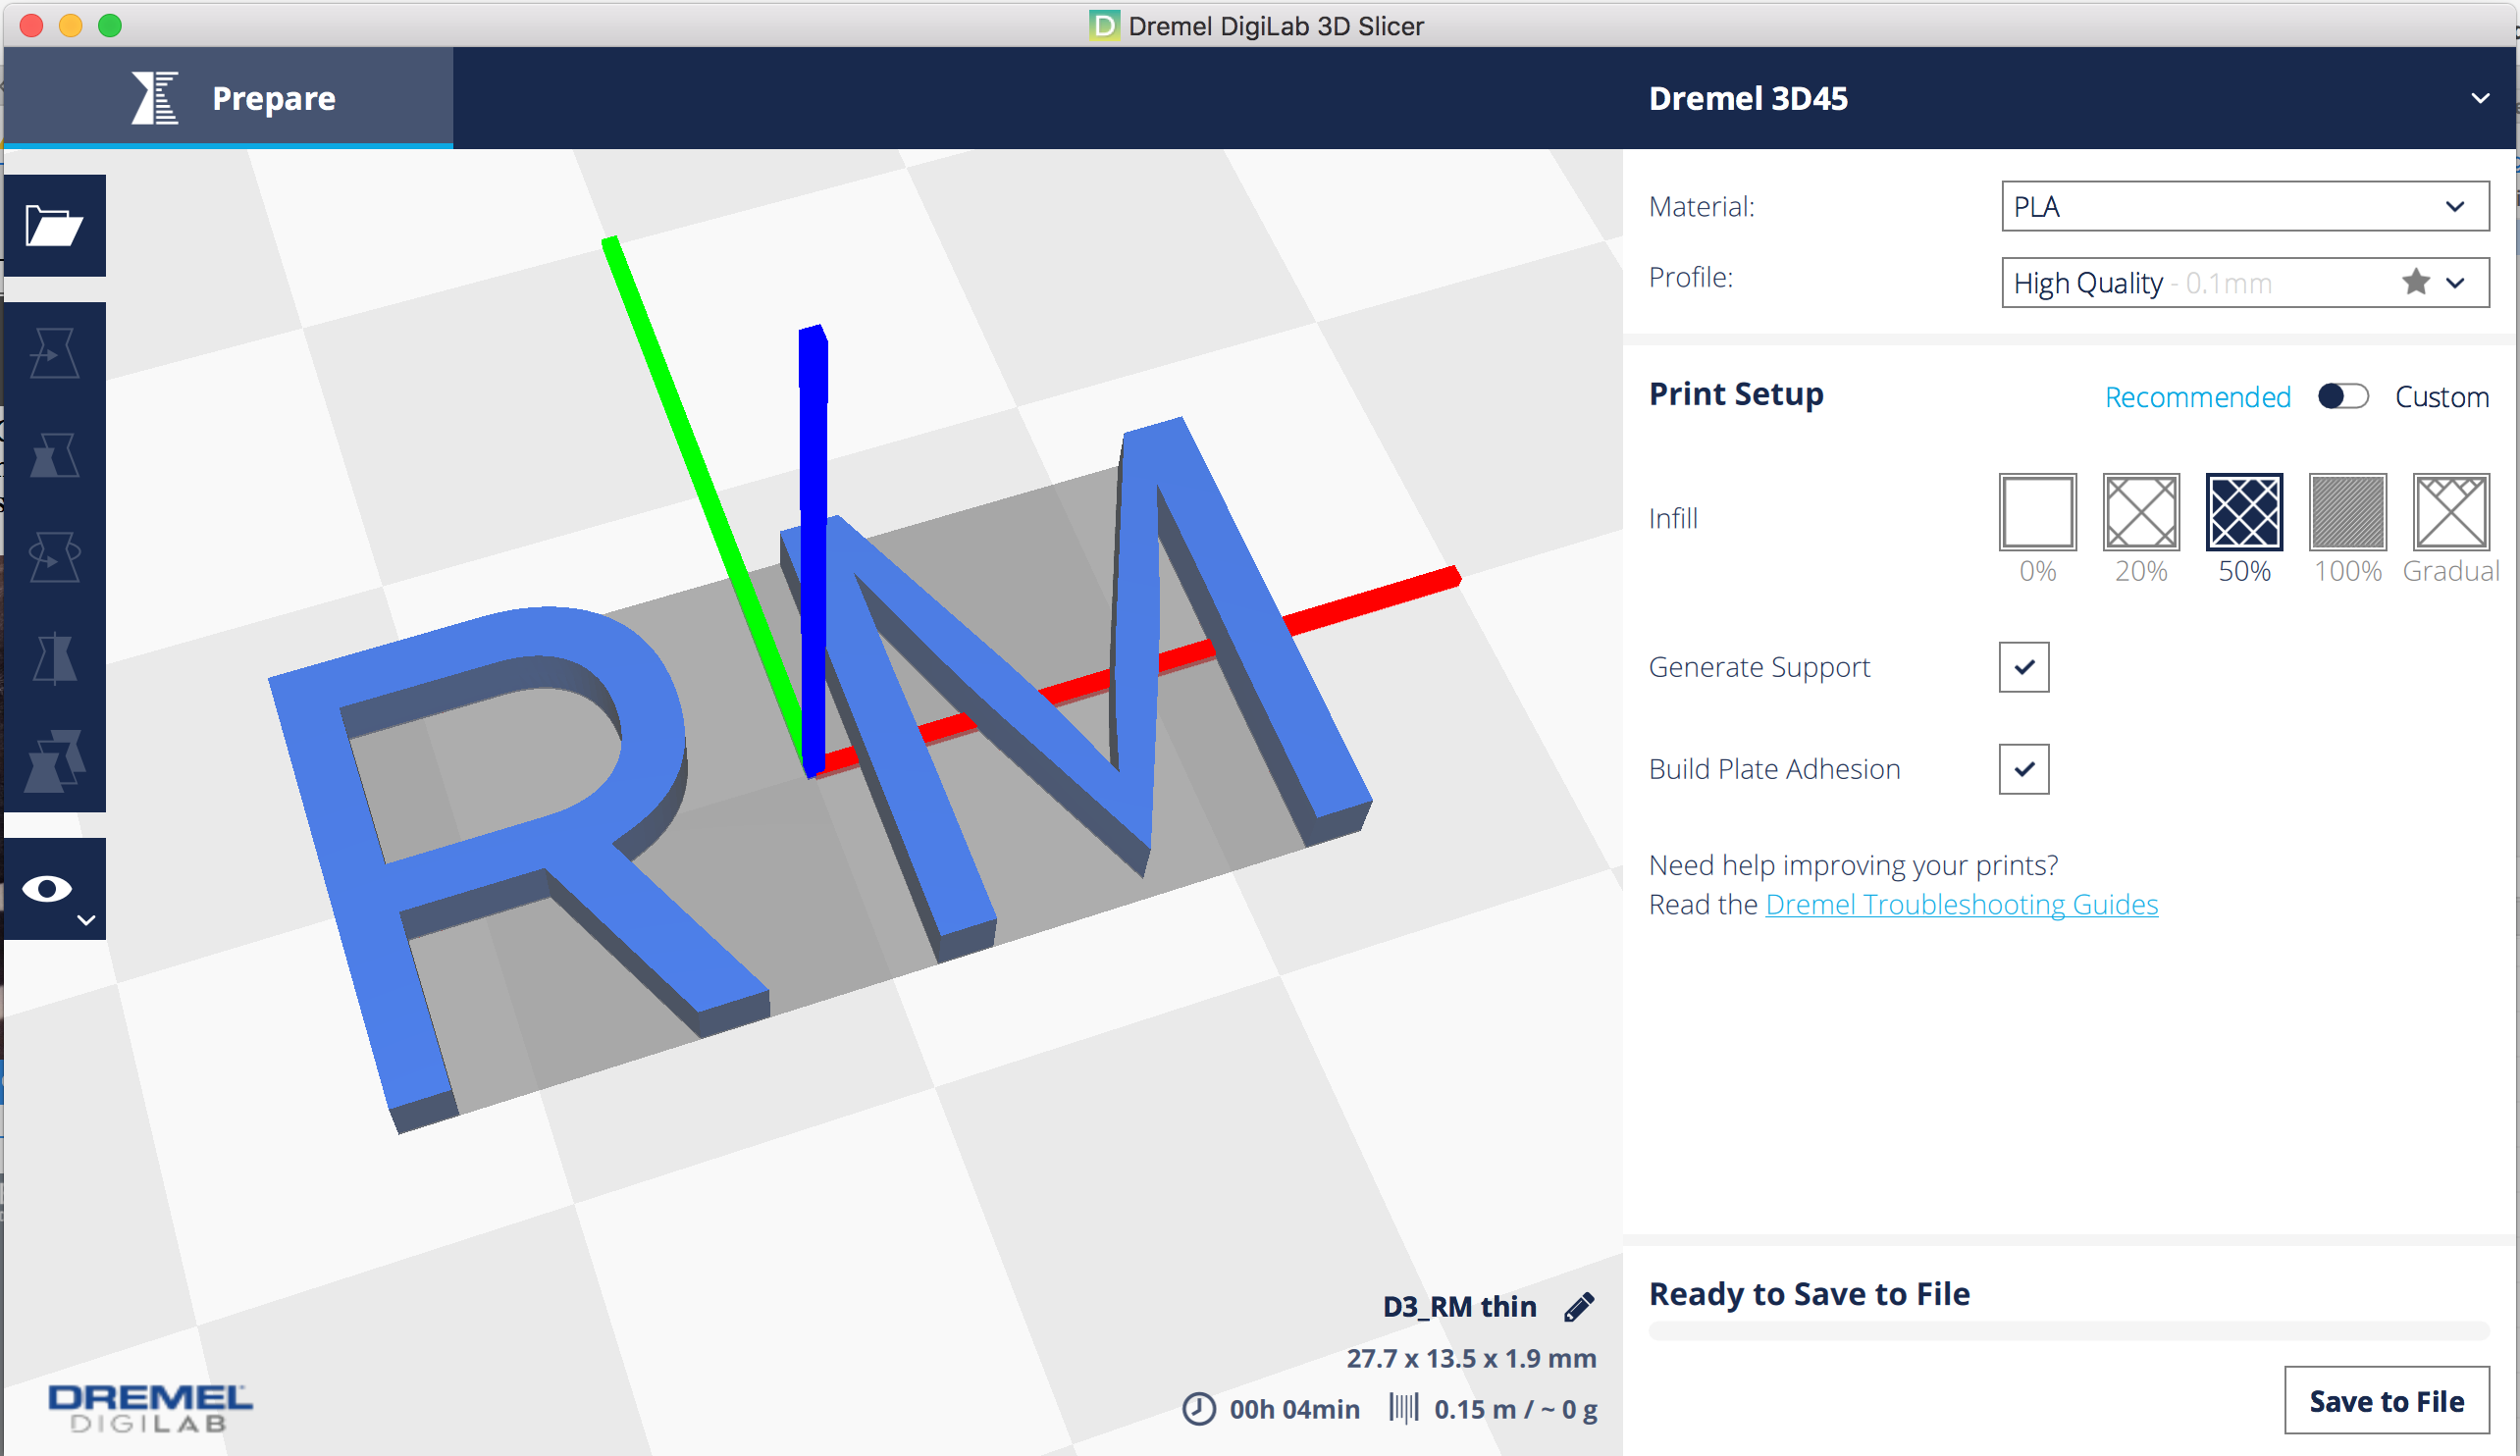 Dremel DigiLab 3D Slicer
Prepare
Dremel 3D45
Material:
PLA
Profile:
High Quality - 0.1mm
Print Setup
Recommended
Custom
Infill
0%
20%
50%
100%
Gradual
Generate Support
Build Plate Adhesion
Need help improving your prints?
Read the Dremel Troubleshooting Guides
RM
D3_RM thin
27.7 x 13.5 x 1.9 mm
00h 04min
0.15 m / ~ 0 g
DREMEL
DIGILAB
Ready to Save to File
Save to File